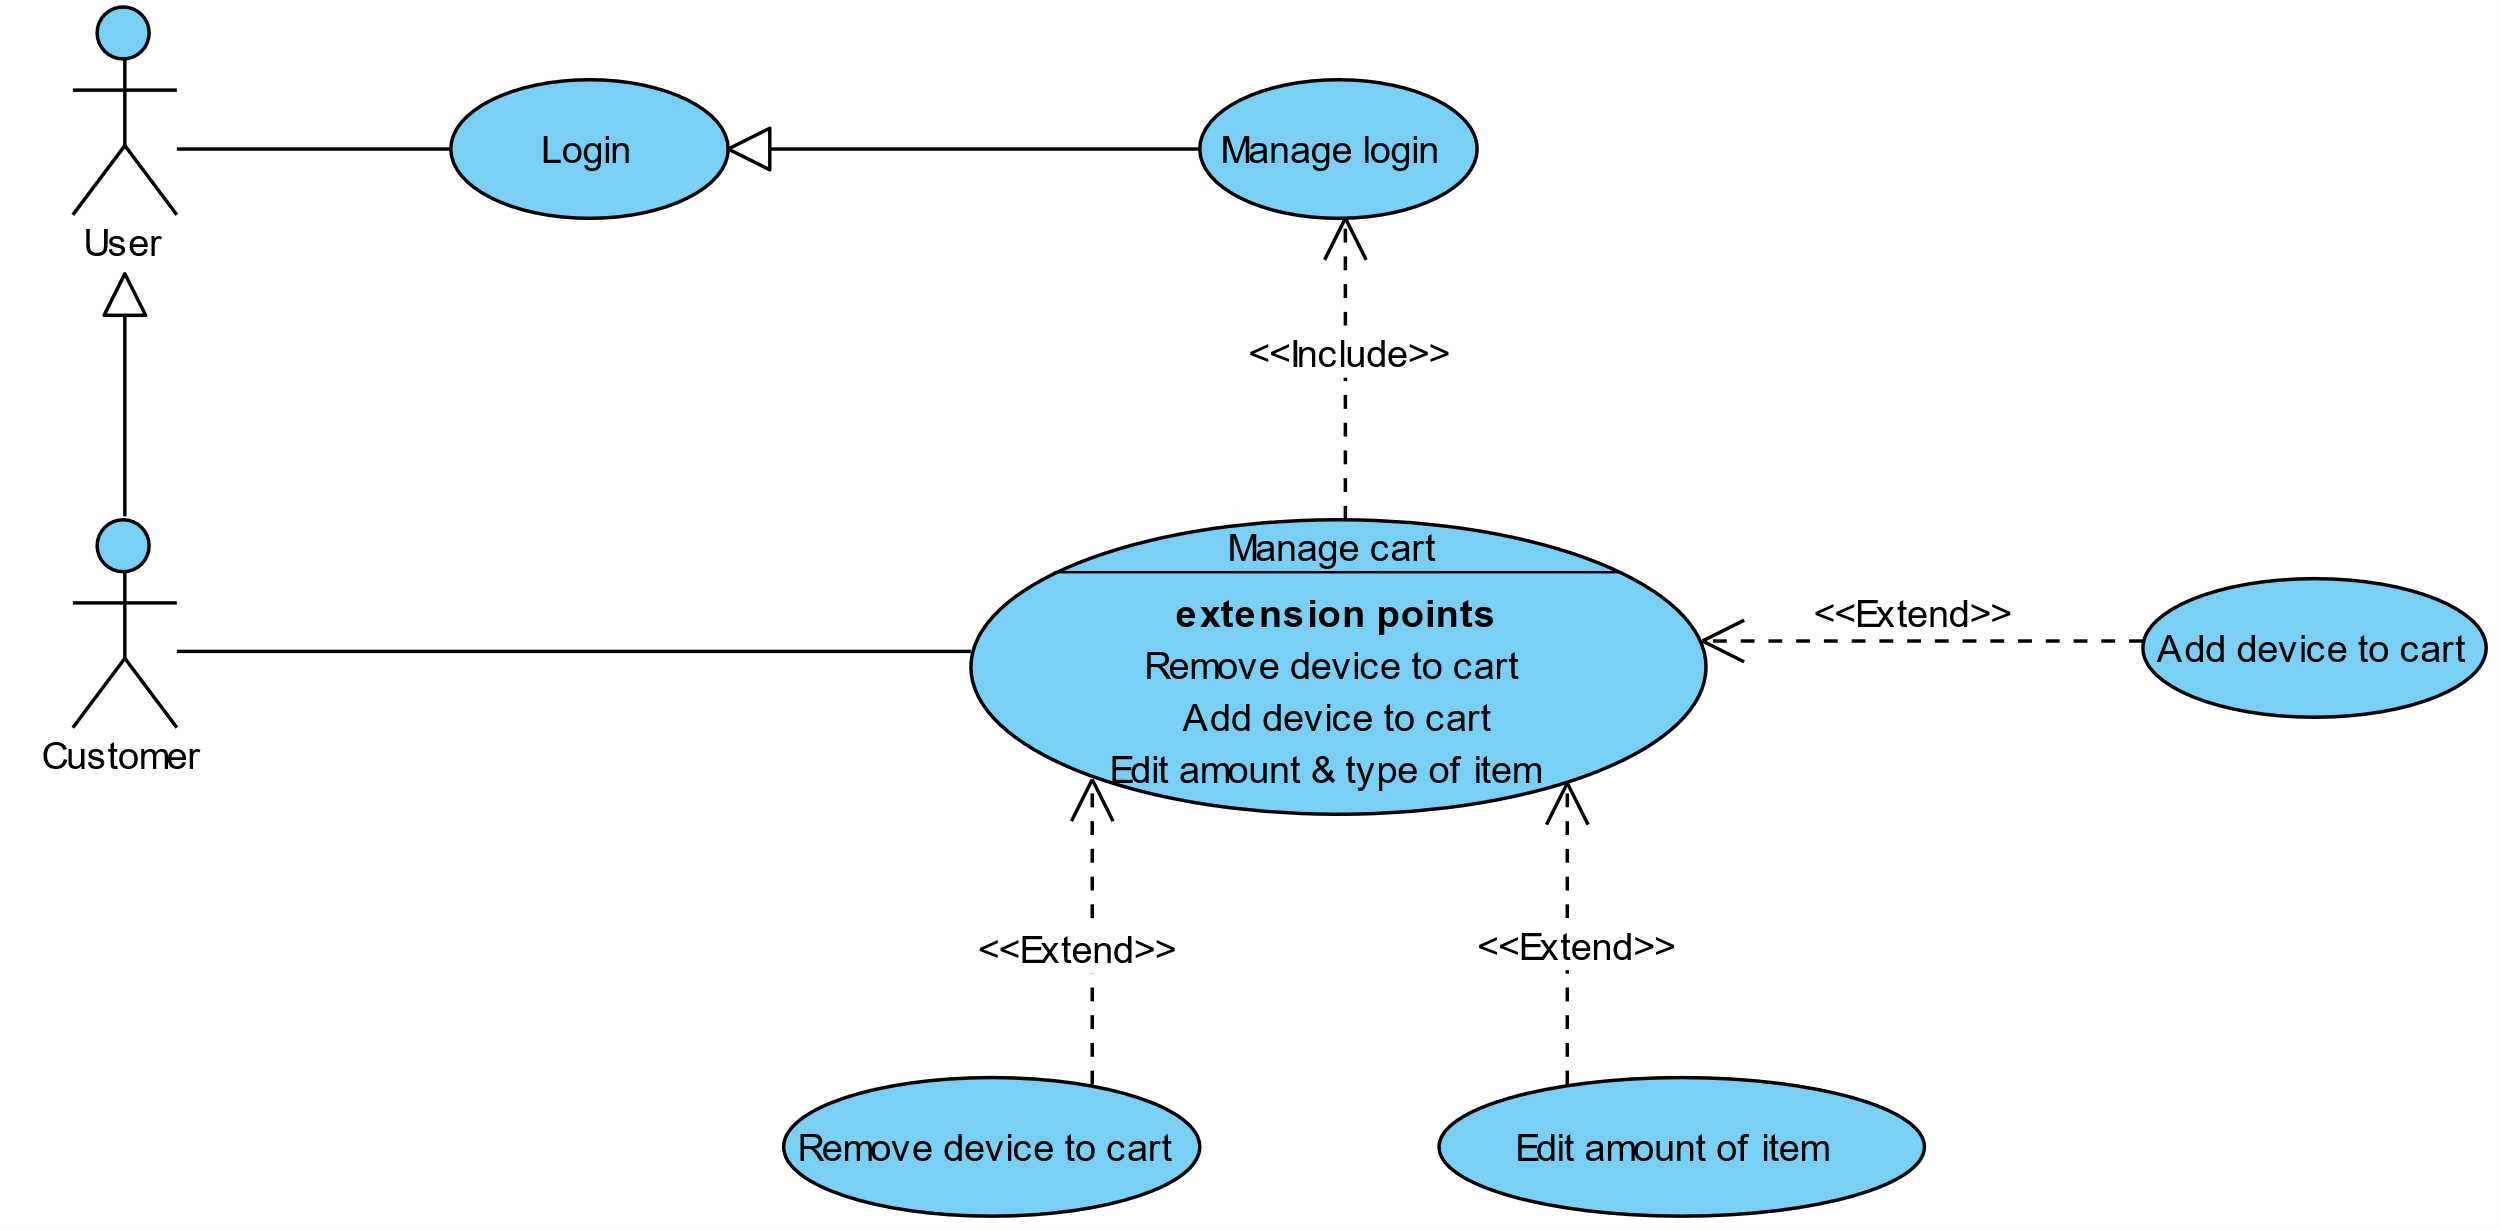 User
Login
Manage login
<<Include>>
Customer
Manage cart
extension points
Remove device to cart
Add device to cart
Edit amount & type of item
<<Extend>>
Add device to cart
<<Extend>>
<<Extend>>
Remove device to cart
Edit amount of item